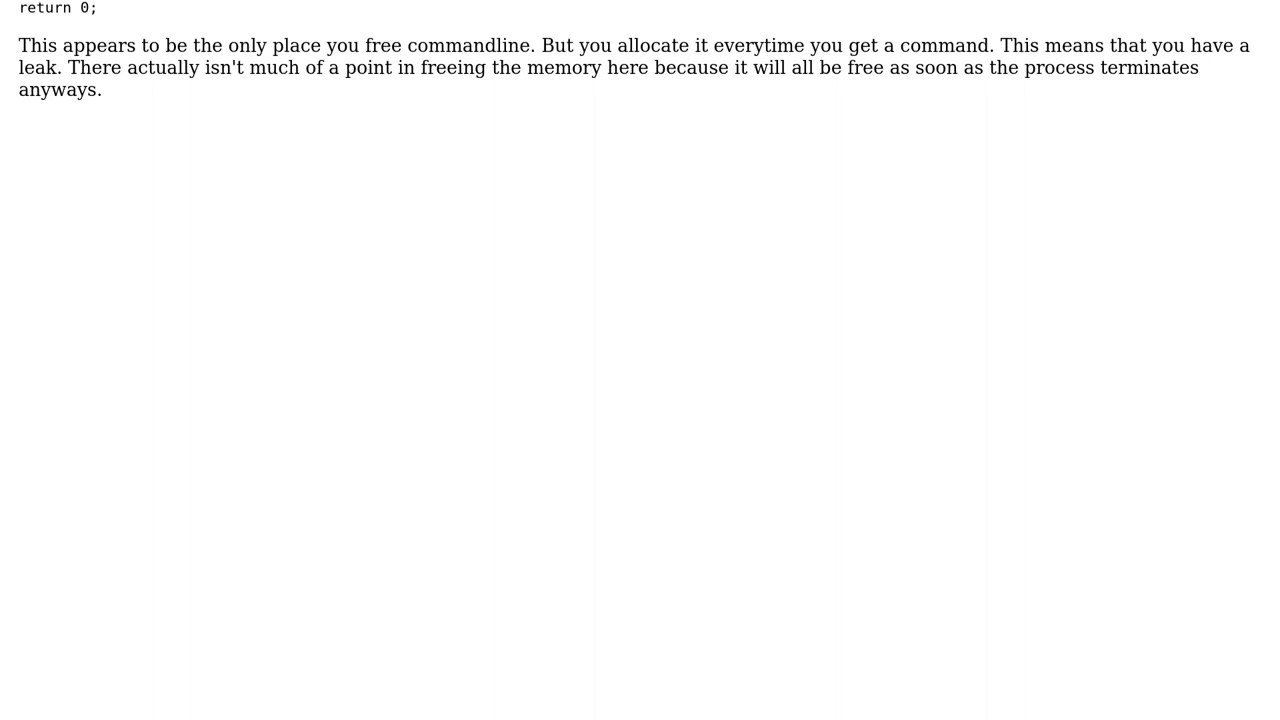 return 0;
This appears to be the only place you free commandline. But you allocate it everytime you get a command. This means that you have a
leak. There actually isn't much of a point in freeing the memory here because it will all be free as soon as the process terminates
anyways.